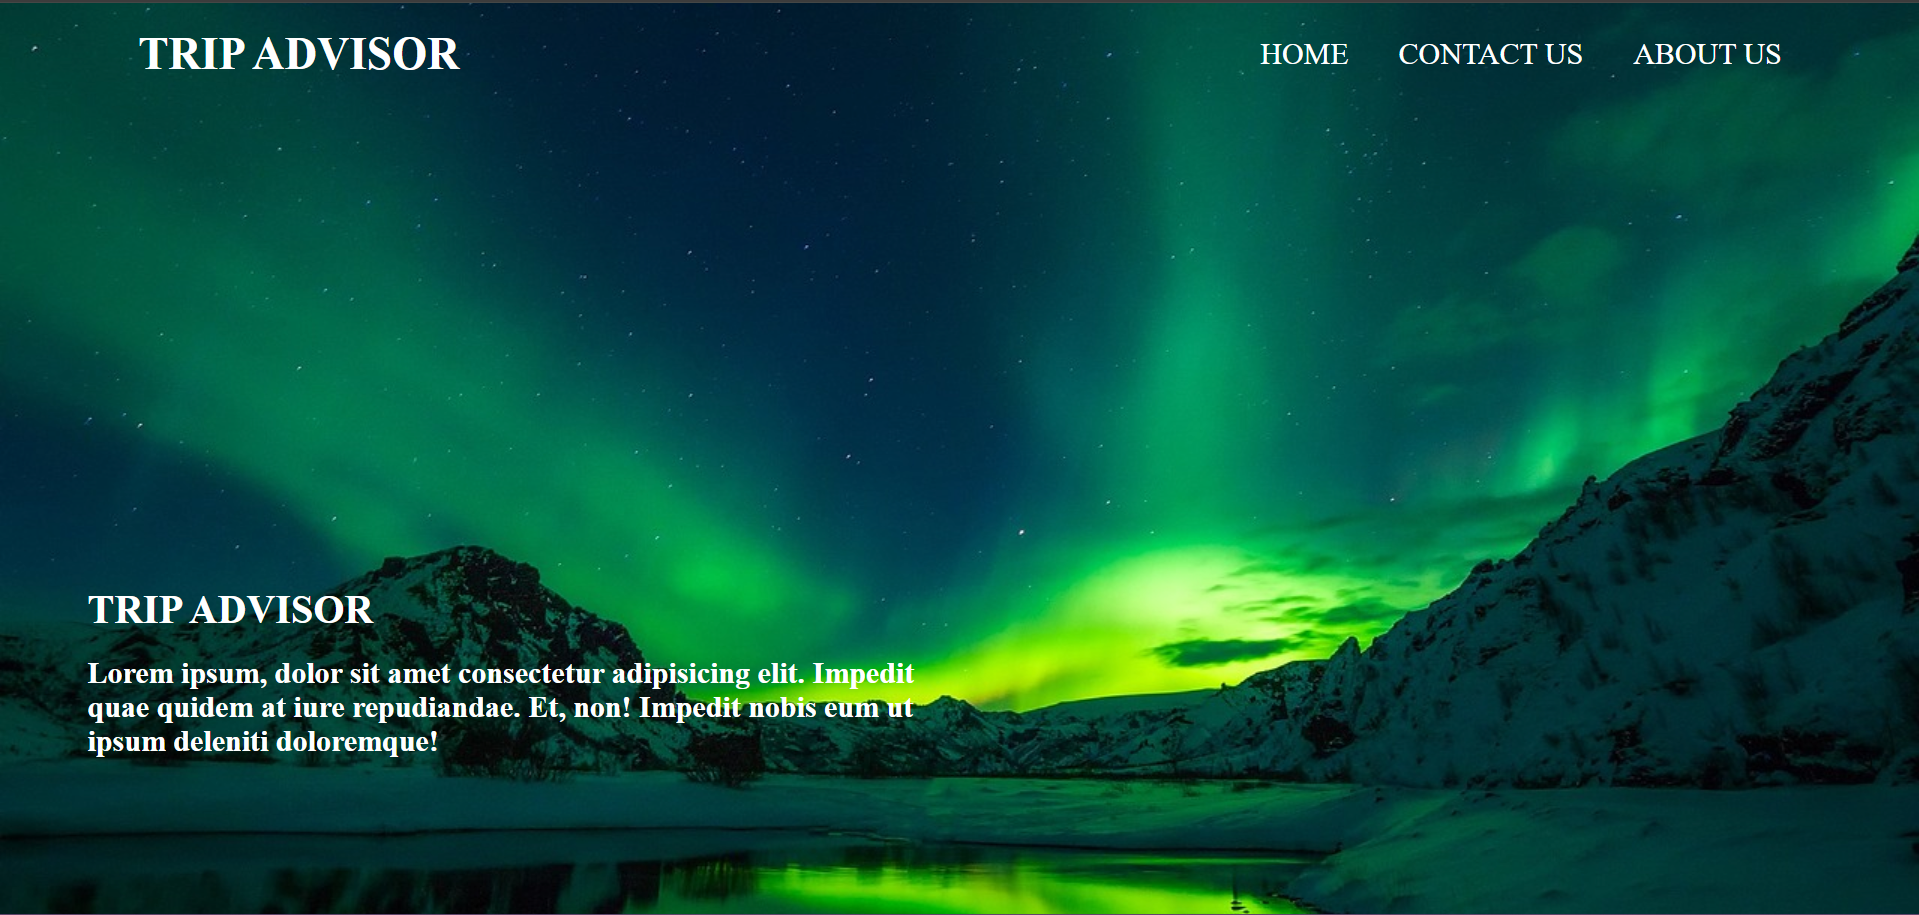 TRIP ADVISOR
HOME CONTACT US ABOUT US
TRIP ADVISOR
Lorem ipsum, dolor sit amet consectetur adipisicing elit. Impedit
quae quidem at iure repudiandae. Et, non! Impedit nobis eum ut
ipsum deleniti doloremque!